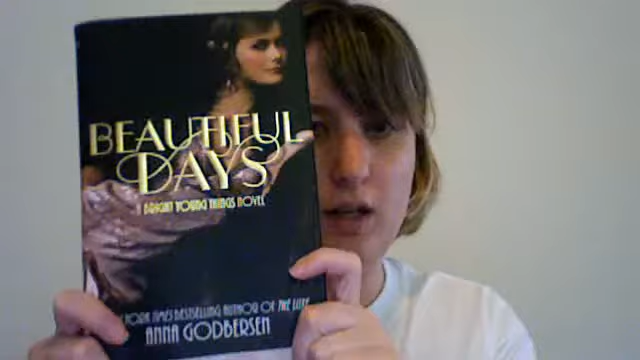 BEAUTIFUL
DAYS
A BRIGHT YOUNG THINGS NOVEL
YORK TIMES BESTSELLING AUTHOR OF THE LUXE
ANNA GODBERSEN